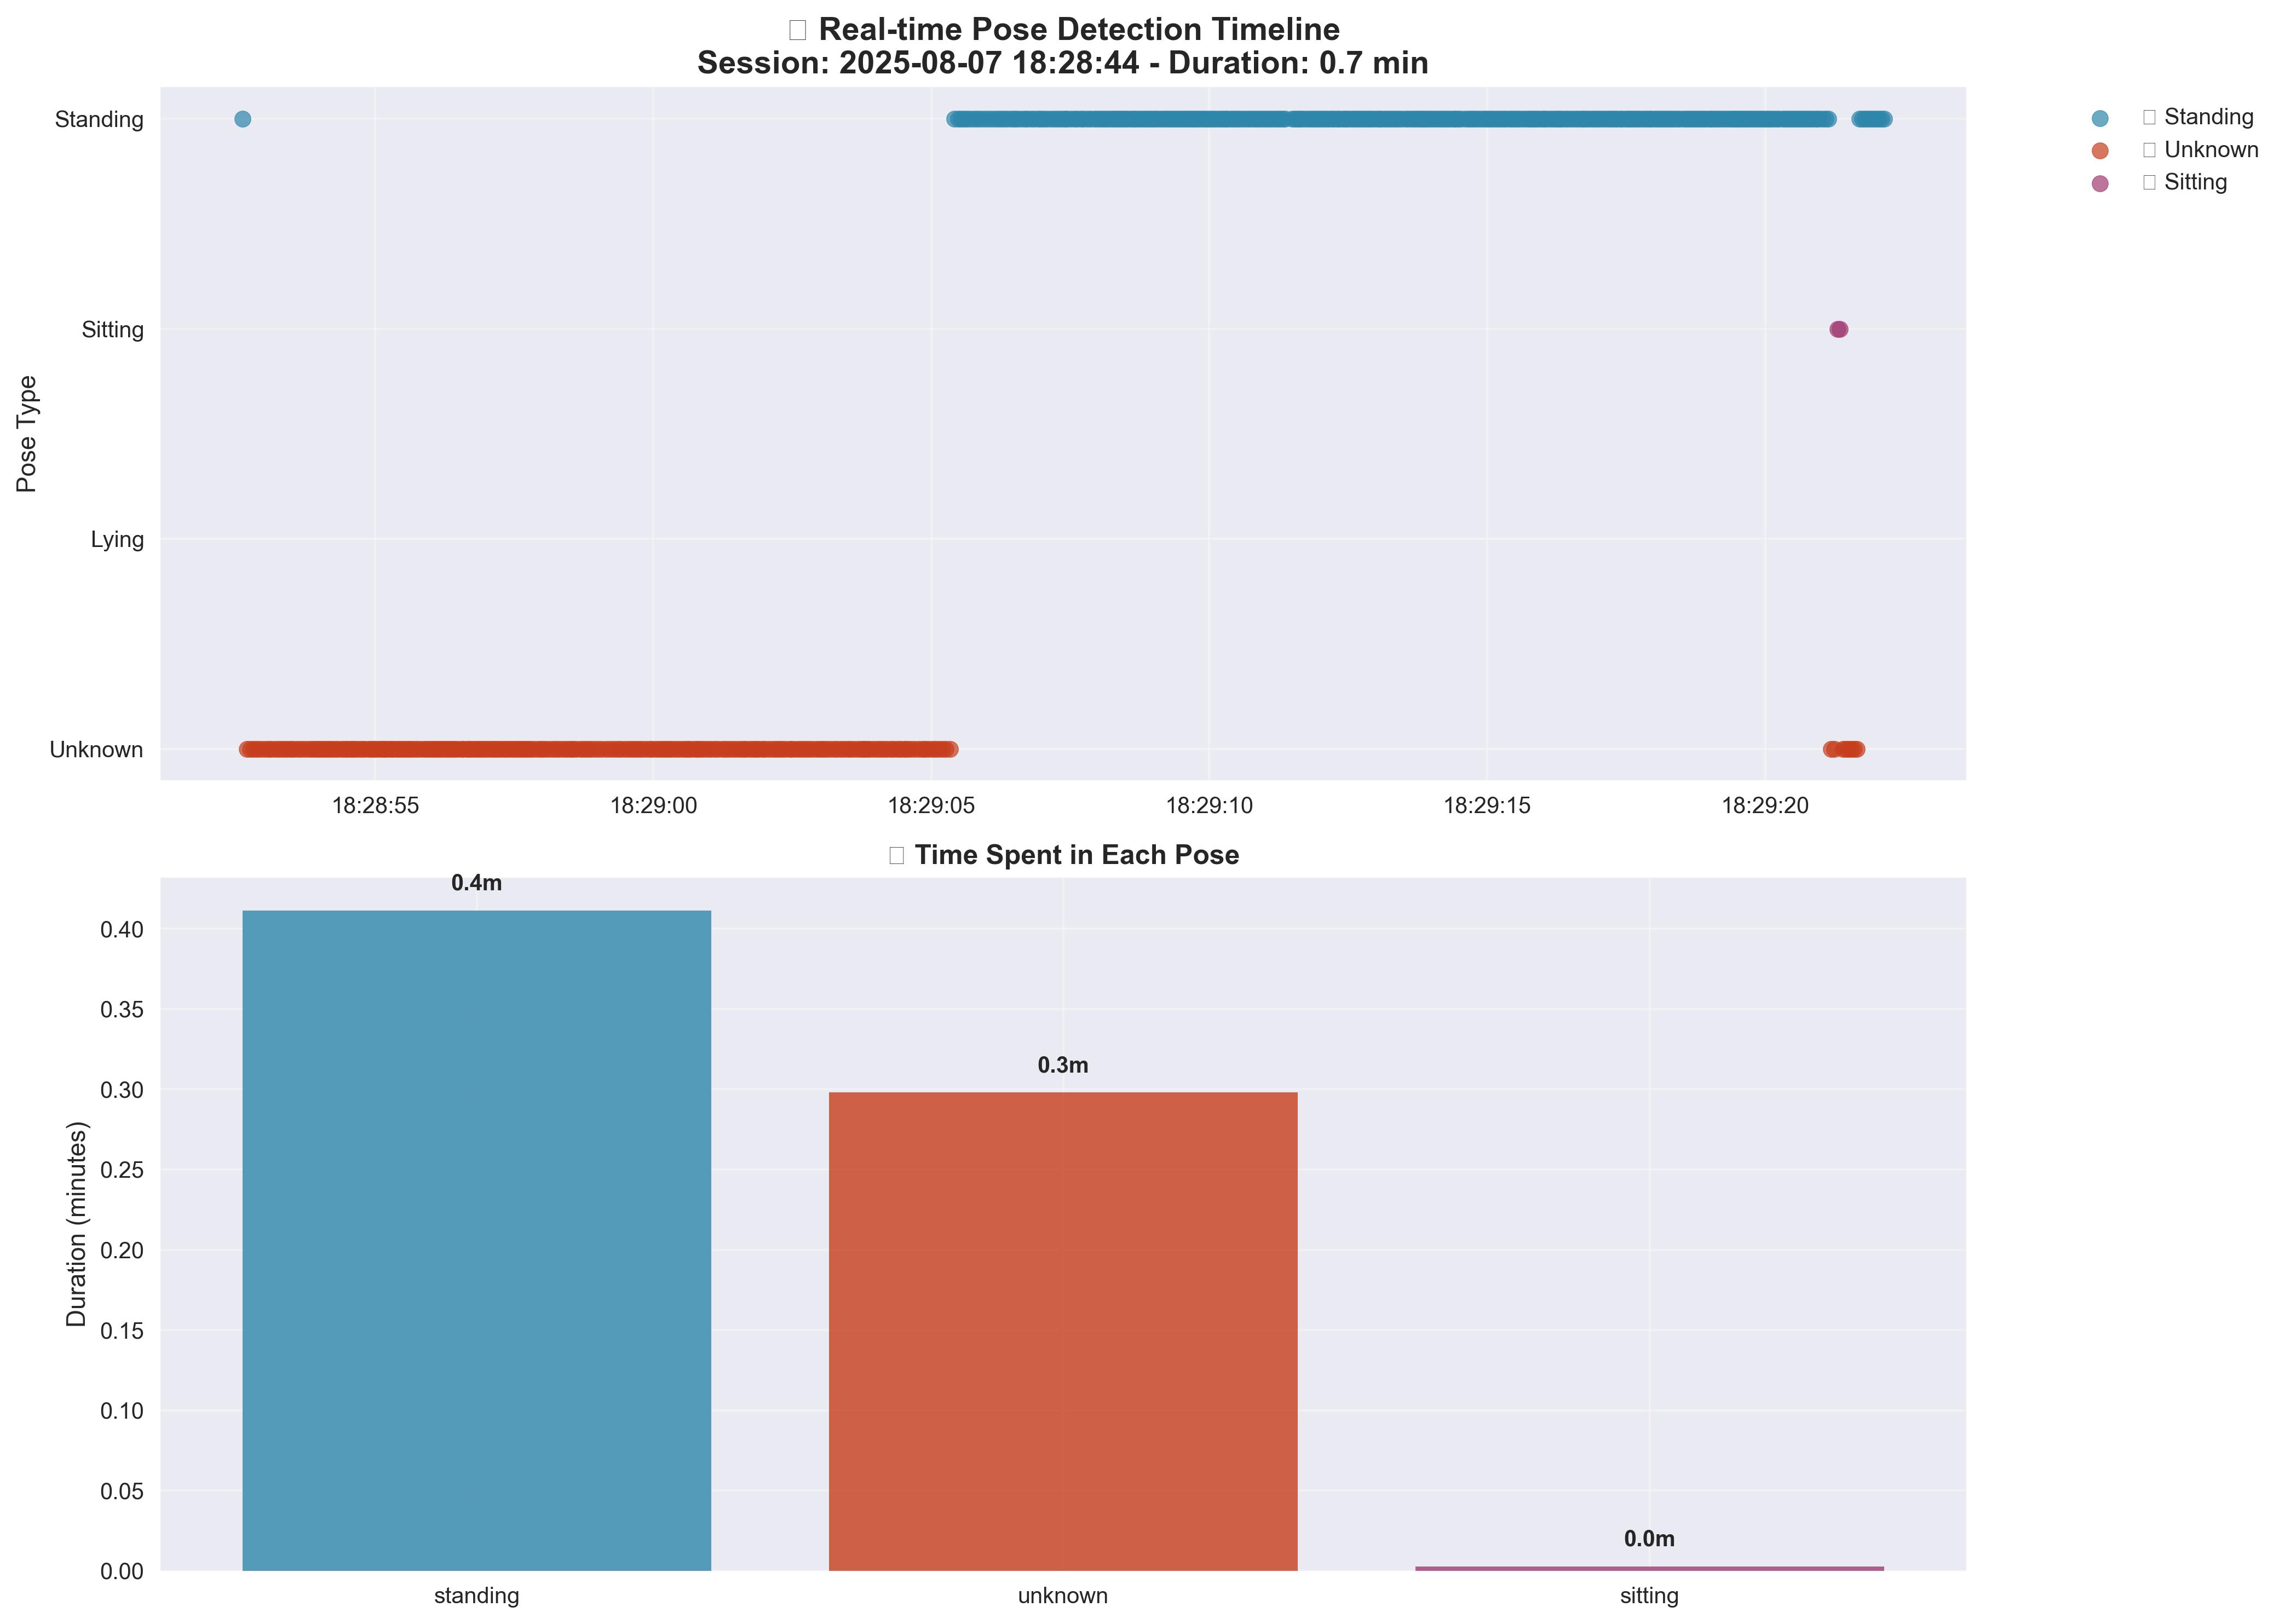 Real-time Pose Detection Timeline
Session: 2025-08-07 18:28:44 - Duration: 0.7 min
Pose Type
Standing
Sitting
Lying
Unknown
18:28:55 18:29:00 18:29:05 18:29:10 18:29:15 18:29:20
Standing
Unknown
Sitting
Time Spent in Each Pose
Duration (minutes)
0.40
0.35
0.30
0.25
0.20
0.15
0.10
0.05
0.00
0.4m
0.3m
0.0m
standing unknown sitting